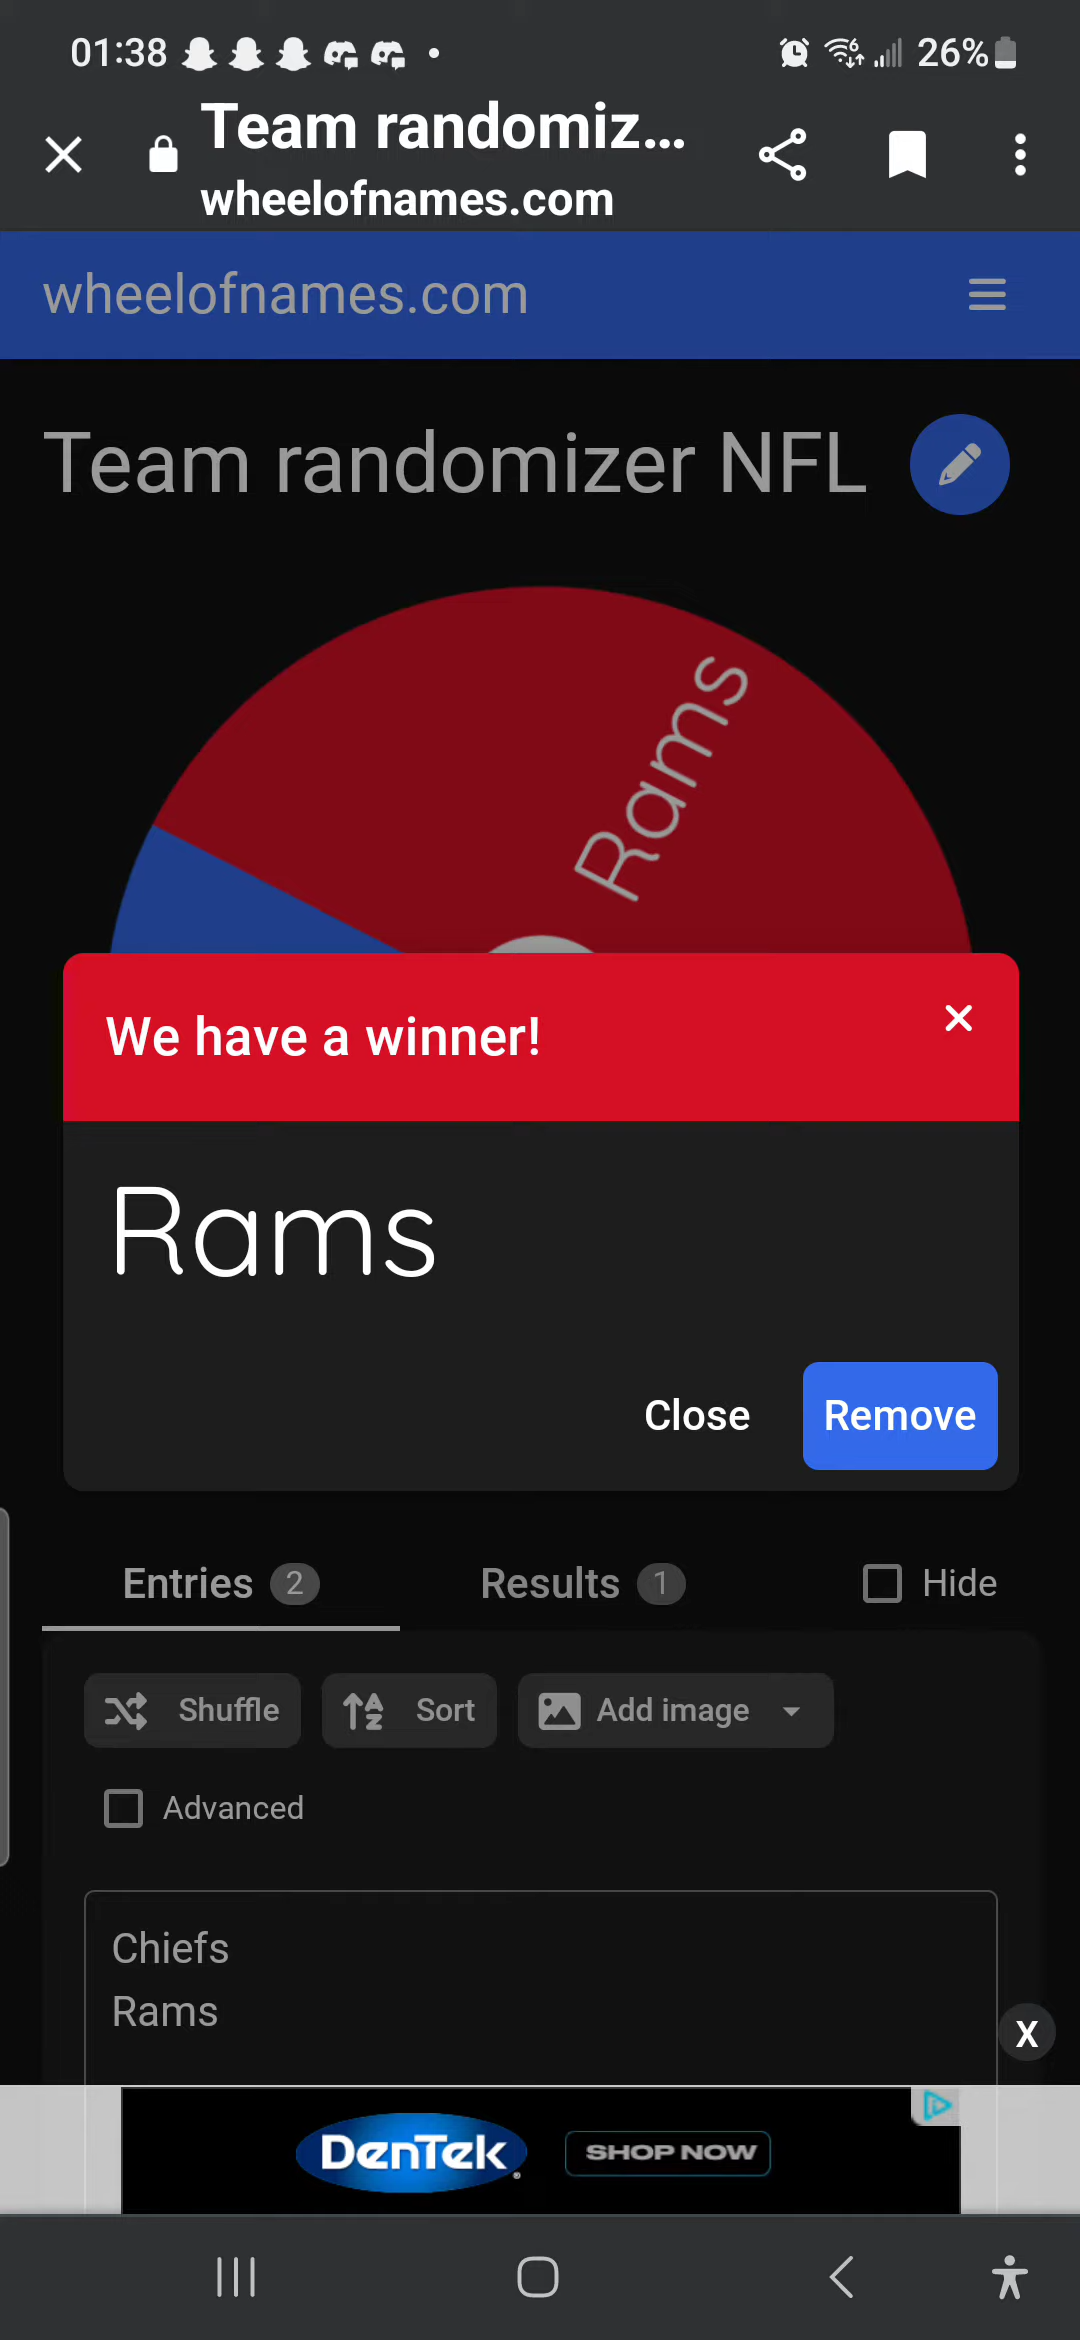 01:38
26%
Team randomiz...
wheelofnames.com
wheelofnames.com
Team randomizer NFL
Rams
We have a winner!
Rams
Close
Remove
Entries 2
Results 1
Hide
Shuffle
Sort
Add image
Advanced
Chiefs
Rams
X
DenTek
SHOP NOW